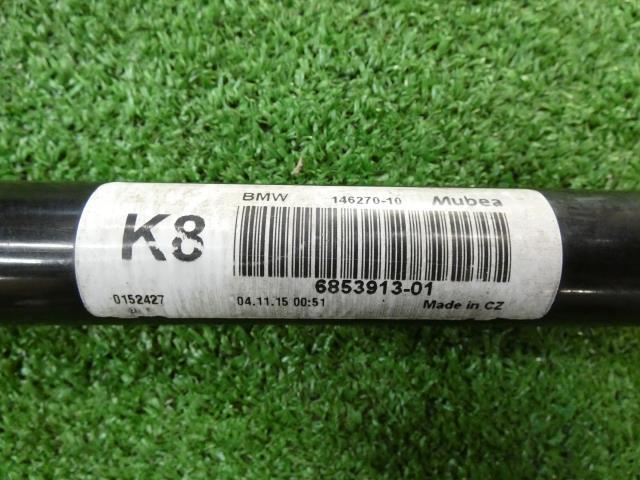 BMW 146270-10 Mubea
K8
6853913-01
0152427 04.11.15 00:51 Made in CZ